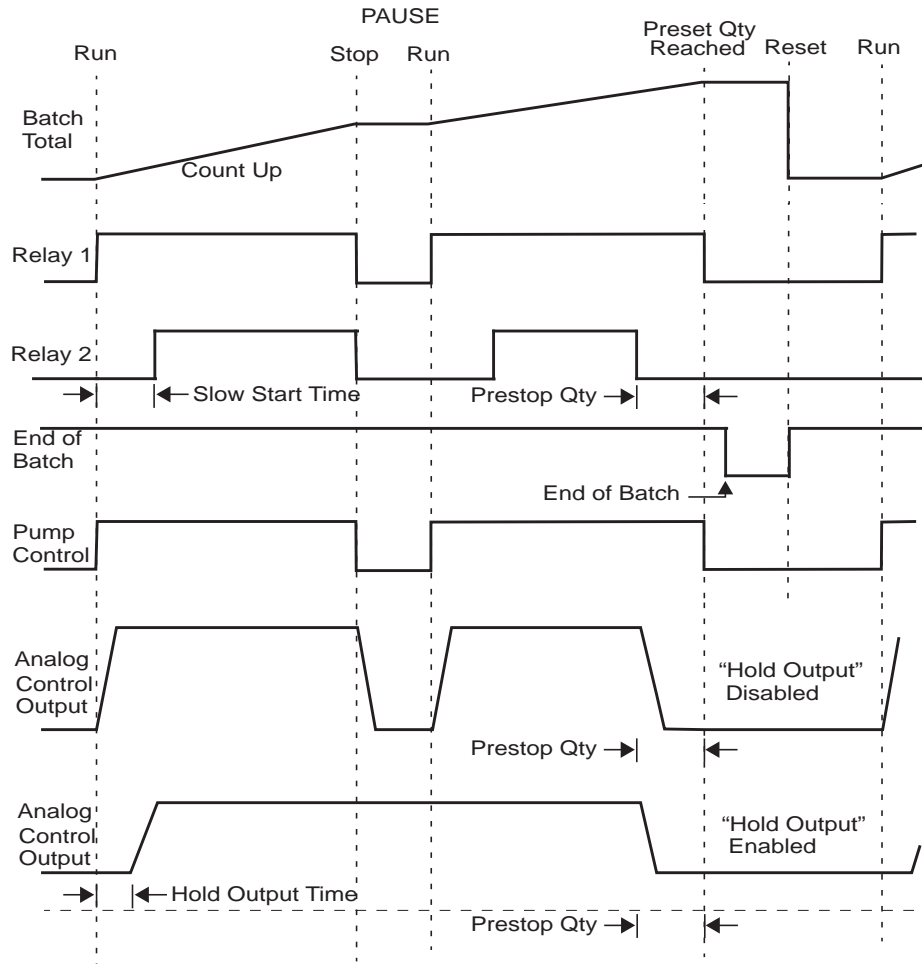 PAUSE
Run
Stop
Run
Preset Qty
Reached
Reset
Run
Batch
Total
Count Up
Relay 1
Relay 2
Slow Start Time
Prestop Qty
End of
Batch
End of Batch
Pump
Control
Analog
Control
Output
“Hold Output”
Disabled
Prestop Qty
Analog
Control
Output
“Hold Output”
Enabled
Hold Output Time
Prestop Qty